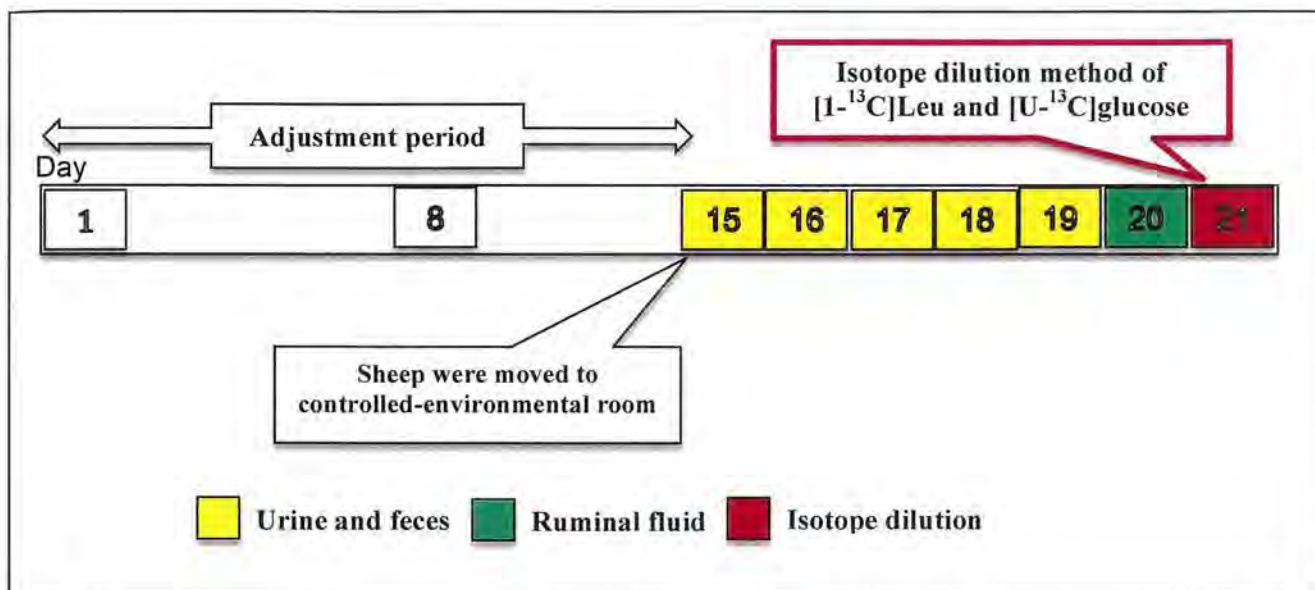 Isotope dilution method of
[1-¹³C]Leu and [U-¹³C]glucose
Adjustment period
Day
1 8 15 16 17 18 19 20 21
Sheep were moved to
controlled-environmental room
Urine and feces Ruminal fluid Isotope dilution